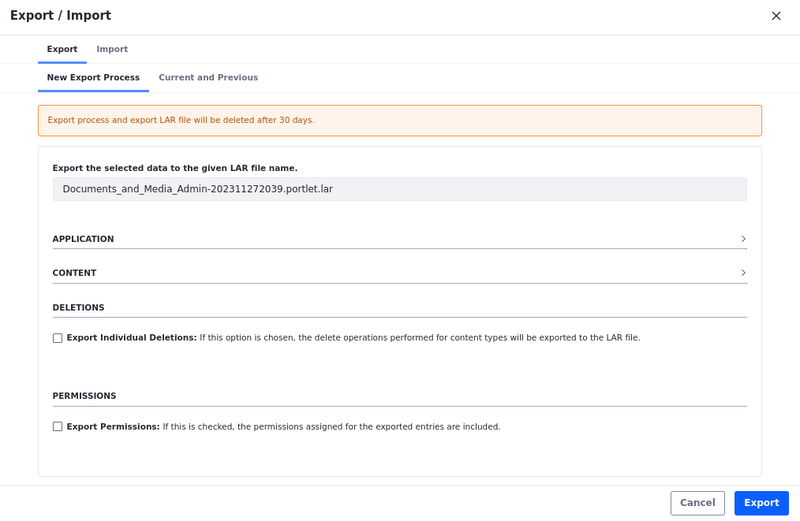 Export / Import
Export Import
New Export Process Current and Previous
Export process and export LAR file will be deleted after 30 days.
Export the selected data to the given LAR file name.
Documents_and_Media_Admin-202311272039.portlet.lar
APPLICATION
CONTENT
DELETIONS
Export Individual Deletions: If this option is chosen, the delete operations performed for content types will be exported to the LAR file.
PERMISSIONS
Export Permissions: If this is checked, the permissions assigned for the exported entries are included.
Cancel Export